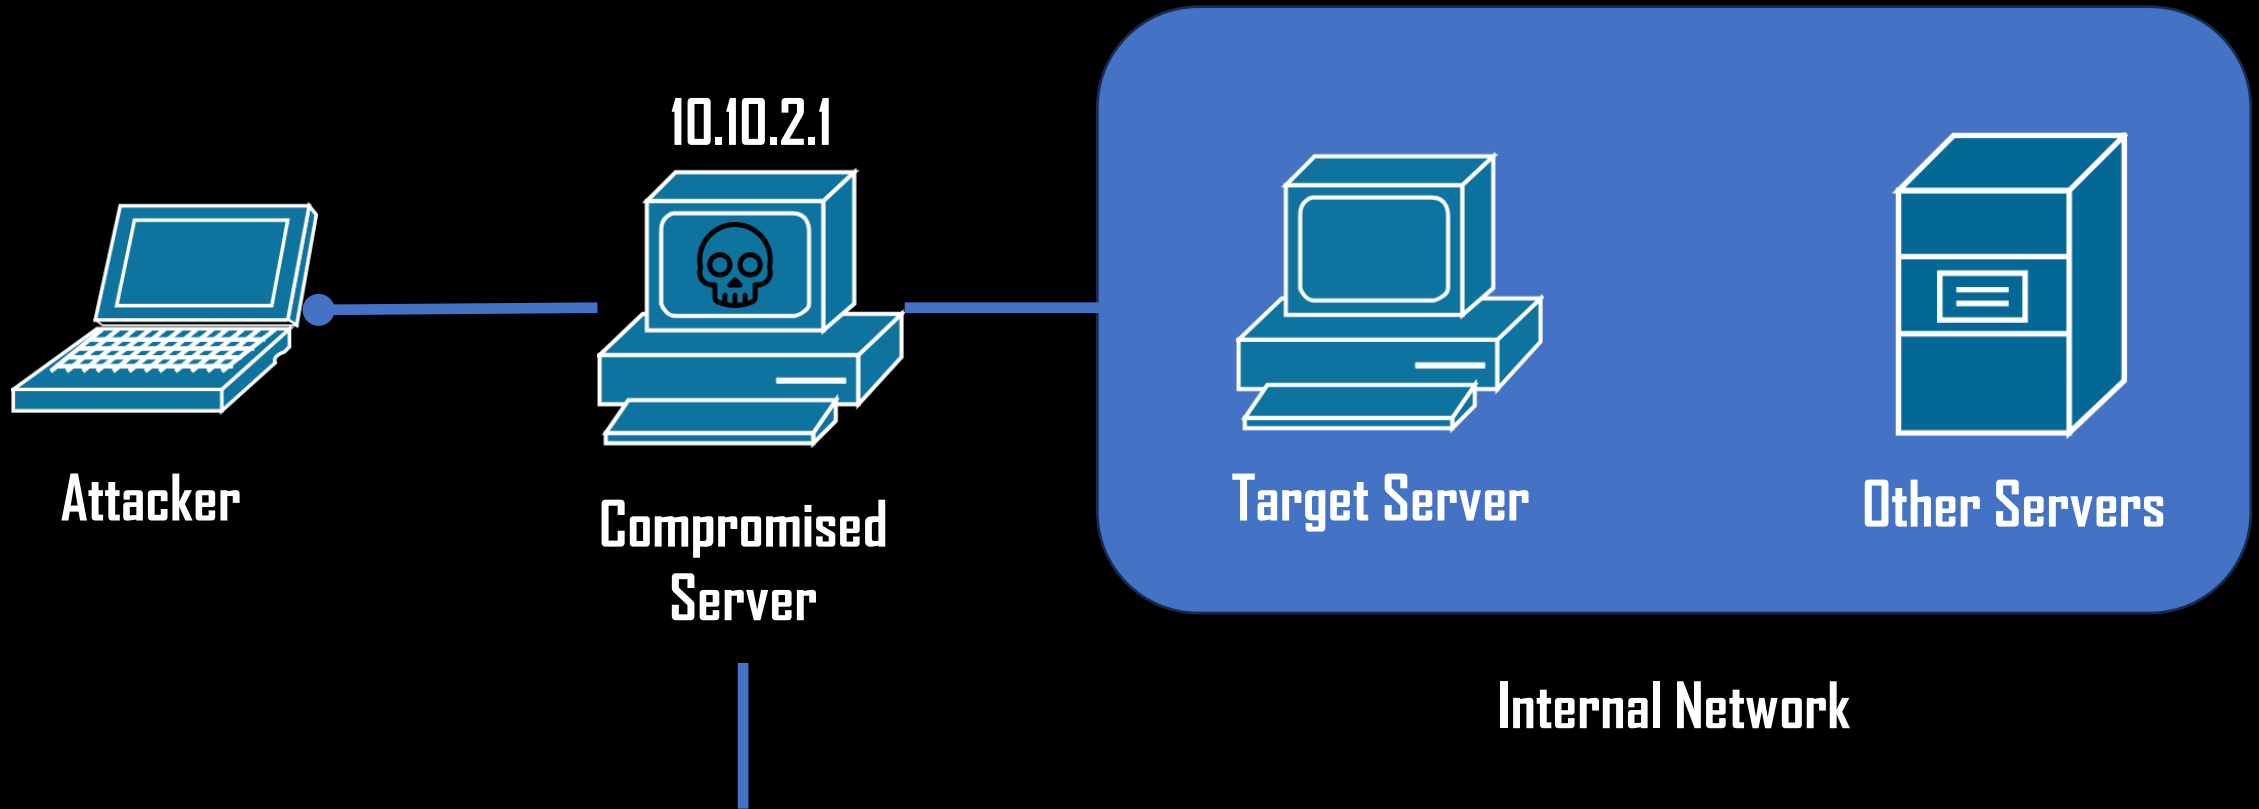 10.10.2.1
Attacker
Compromised
Server
Target Server
Other Servers
Internal Network